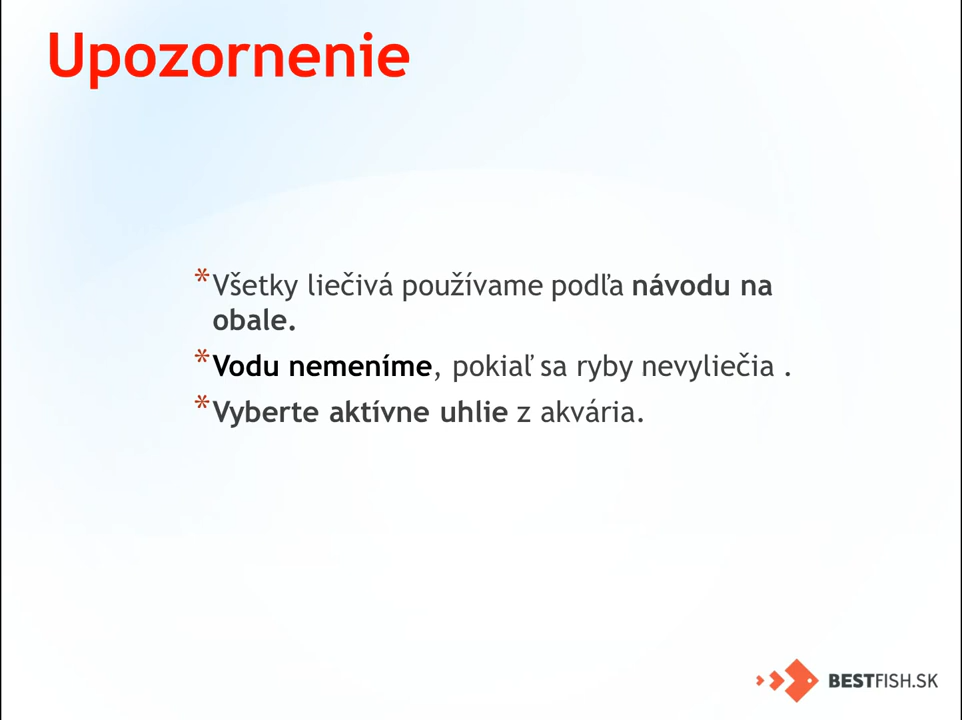 Upozornenie
*Všetky liečivá používame podľa návodu na
obale.
*Vodu nemeníme, pokiaľ sa ryby nevyliečia .
*Vyberte aktívne uhlie z akvária.
BESTFISH.SK